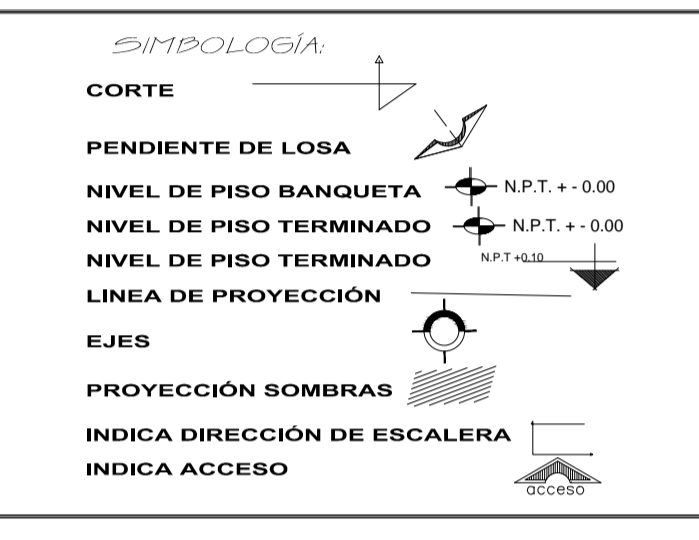 SIMBOLOGÍA:
CORTE
PENDIENTE DE LOSA
NIVEL DE PISO BANQUETA N.P.T. + - 0.00
NIVEL DE PISO TERMINADO N.P.T. + - 0.00
NIVEL DE PISO TERMINADO N.P.T +0.10
LINEA DE PROYECCIÓN
EJES
PROYECCIÓN SOMBRAS
INDICA DIRECCIÓN DE ESCALERA
INDICA ACCESO
acceso